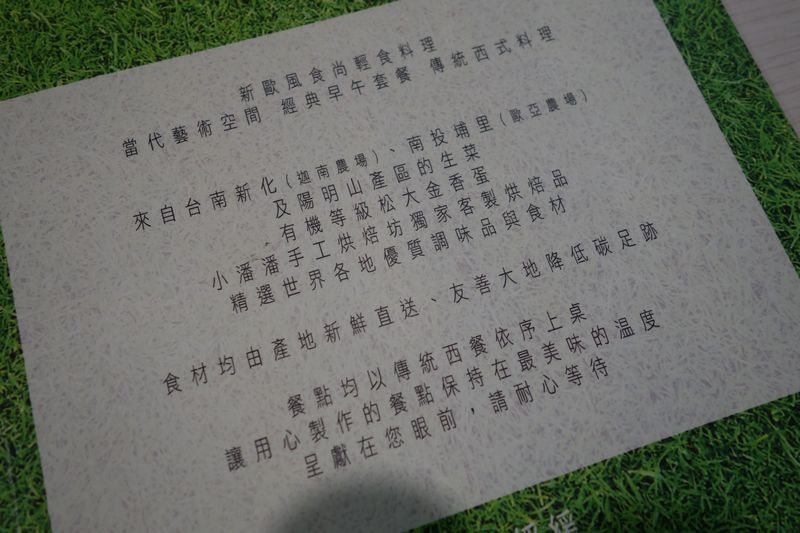 新歐風食尚輕食料理
當代藝術空間 經典早午套餐 傳統西式料理
來自台南新化(迦南農場)、南投埔里(歐亞農場)
及陽明山產區的生菜
有機等級松大金香蛋
小潘潘手工烘焙坊獨家客製烘焙品
精選世界各地優質調味品與食材
食材均由產地新鮮直送、友善大地降低碳足跡
餐點均以傳統西餐依序上桌
讓用心製作的餐點保持在最美味的溫度
呈獻在您眼前，請耐心等待